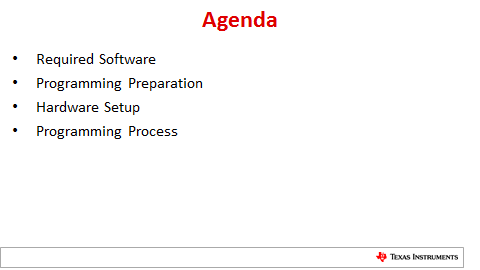 Agenda
• Required Software
• Programming Preparation
• Hardware Setup
• Programming Process
TEXAS INSTRUMENTS